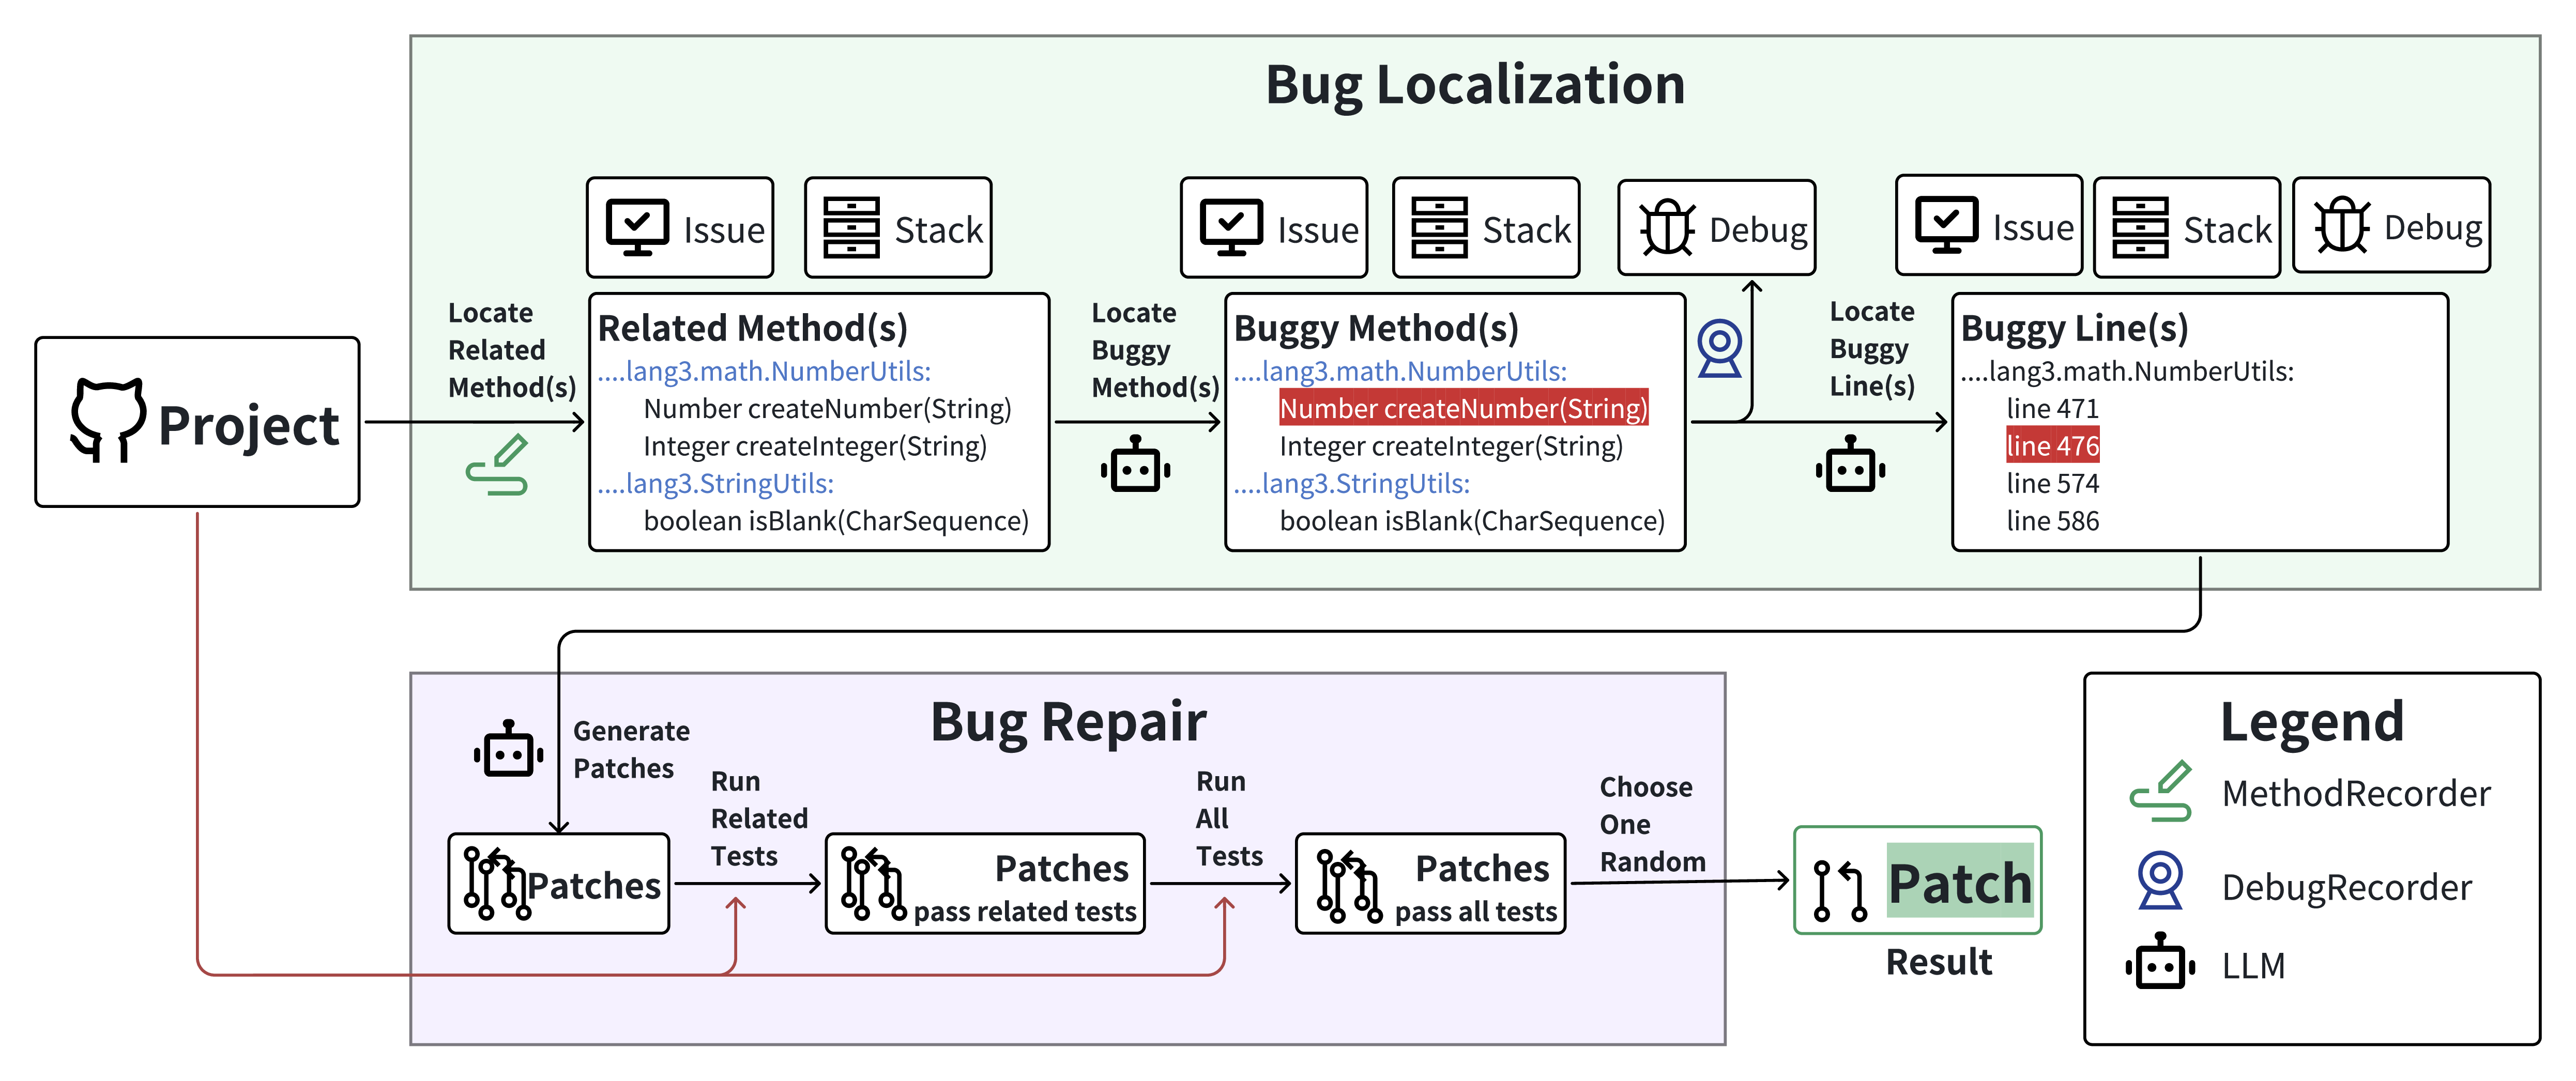 Bug Localization
Issue
Stack
Issue
Stack
Debug
Issue
Stack
Debug
Project
Locate
Related
Method(s)
Related Method(s)
....lang3.math.NumberUtils:
Number createNumber(String)
Integer createInteger(String)
....lang3.StringUtils:
boolean isBlank(CharSequence)
Locate
Buggy
Method(s)
Buggy Method(s)
....lang3.math.NumberUtils:
Number createNumber(String)
Integer createInteger(String)
....lang3.StringUtils:
boolean isBlank(CharSequence)
Locate
Buggy
Line(s)
Buggy Line(s)
....lang3.math.NumberUtils:
line 471
line 476
line 574
line 586
Bug Repair
Generate
Patches
Patches
Run
Related
Tests
Patches
pass related tests
Run
All
Tests
Patches
pass all tests
Choose
One
Random
Patch
Result
Legend
MethodRecorder
DebugRecorder
LLM